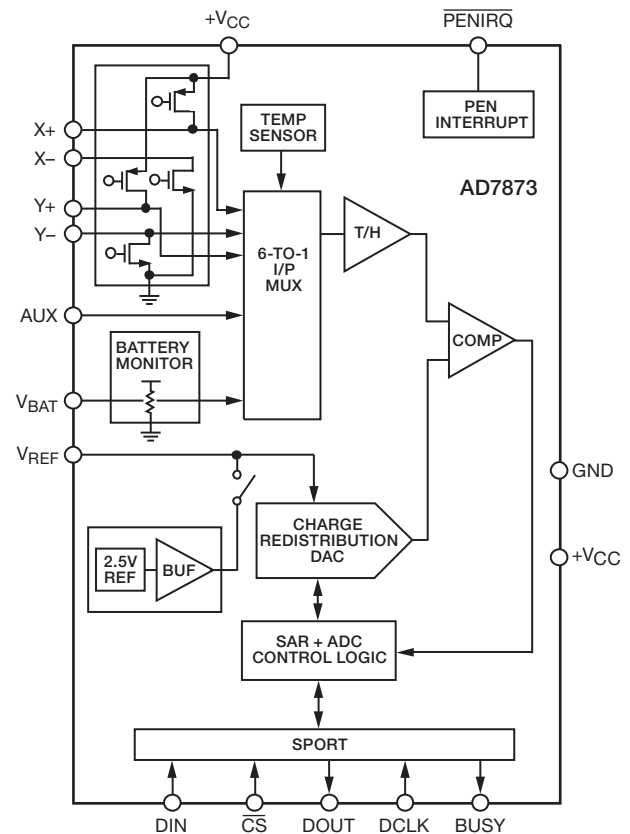 +VCC
PENIRQ
PEN
INTERRUPT
TEMP
SENSOR
X+
X–
Y+
Y–
AD7873
T/H
6-TO-1
I/P
MUX
AUX
COMP
BATTERY
MONITOR
VBAT
VREF
GND
CHARGE
REDISTRIBUTION
DAC
+VCC
2.5V
REF
BUF
SAR + ADC
CONTROL LOGIC
SPORT
DIN
CS
DOUT
DCLK
BUSY